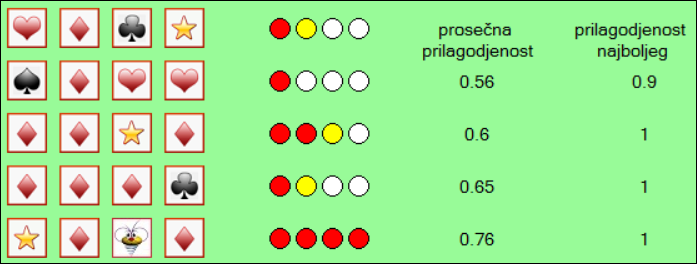 prosečna prilagodjenost
prilagodjenost najboljeg
0.56 0.9
0.6 1
0.65 1
0.76 1